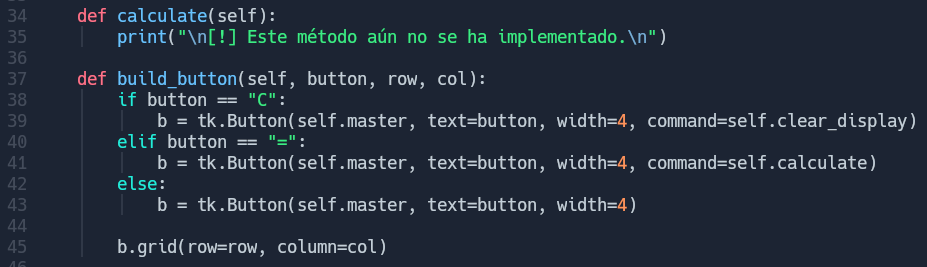 34 def calculate(self):
35 print("\n[!] Este método aún no se ha implementado.\n")
36
37 def build_button(self, button, row, col):
38 if button == "C":
39 b = tk.Button(self.master, text=button, width=4, command=self.clear_display)
40 elif button == "=":
41 b = tk.Button(self.master, text=button, width=4, command=self.calculate)
42 else:
43 b = tk.Button(self.master, text=button, width=4)
44
45 b.grid(row=row, column=col)